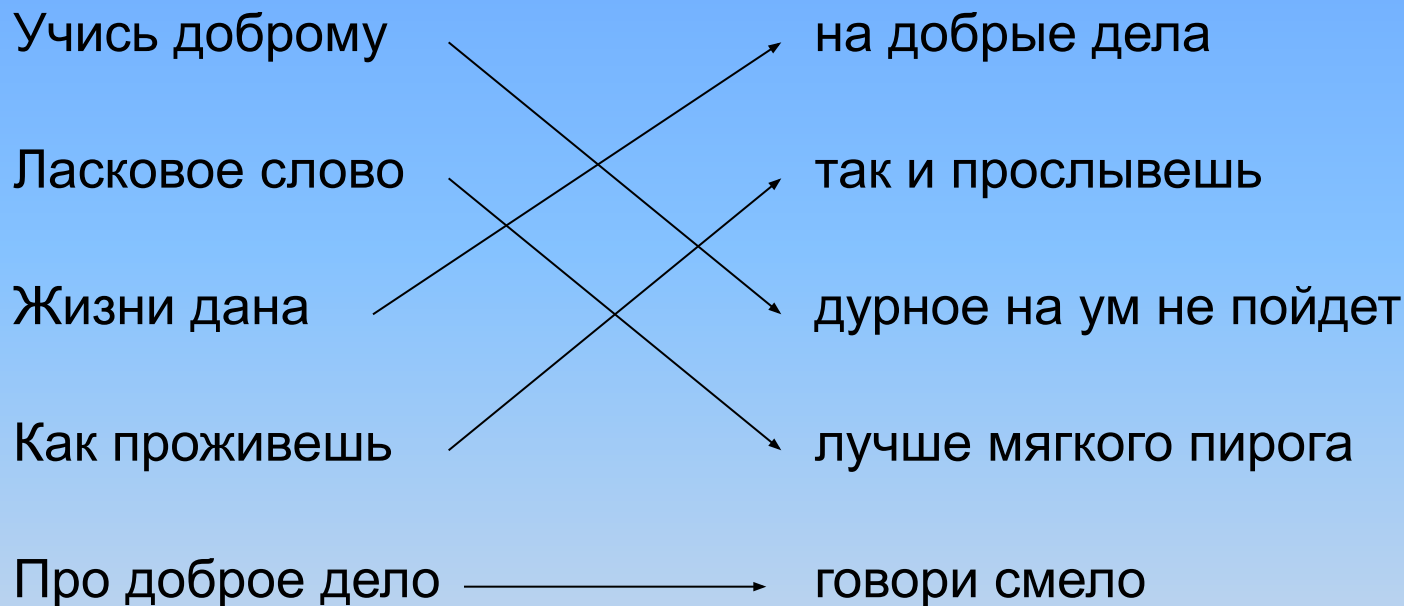 Учись доброму на добрые дела
Ласковое слово так и прослывешь
Жизни дана дурное на ум не пойдет
Как проживешь лучше мягкого пирога
Про доброе дело говори смело